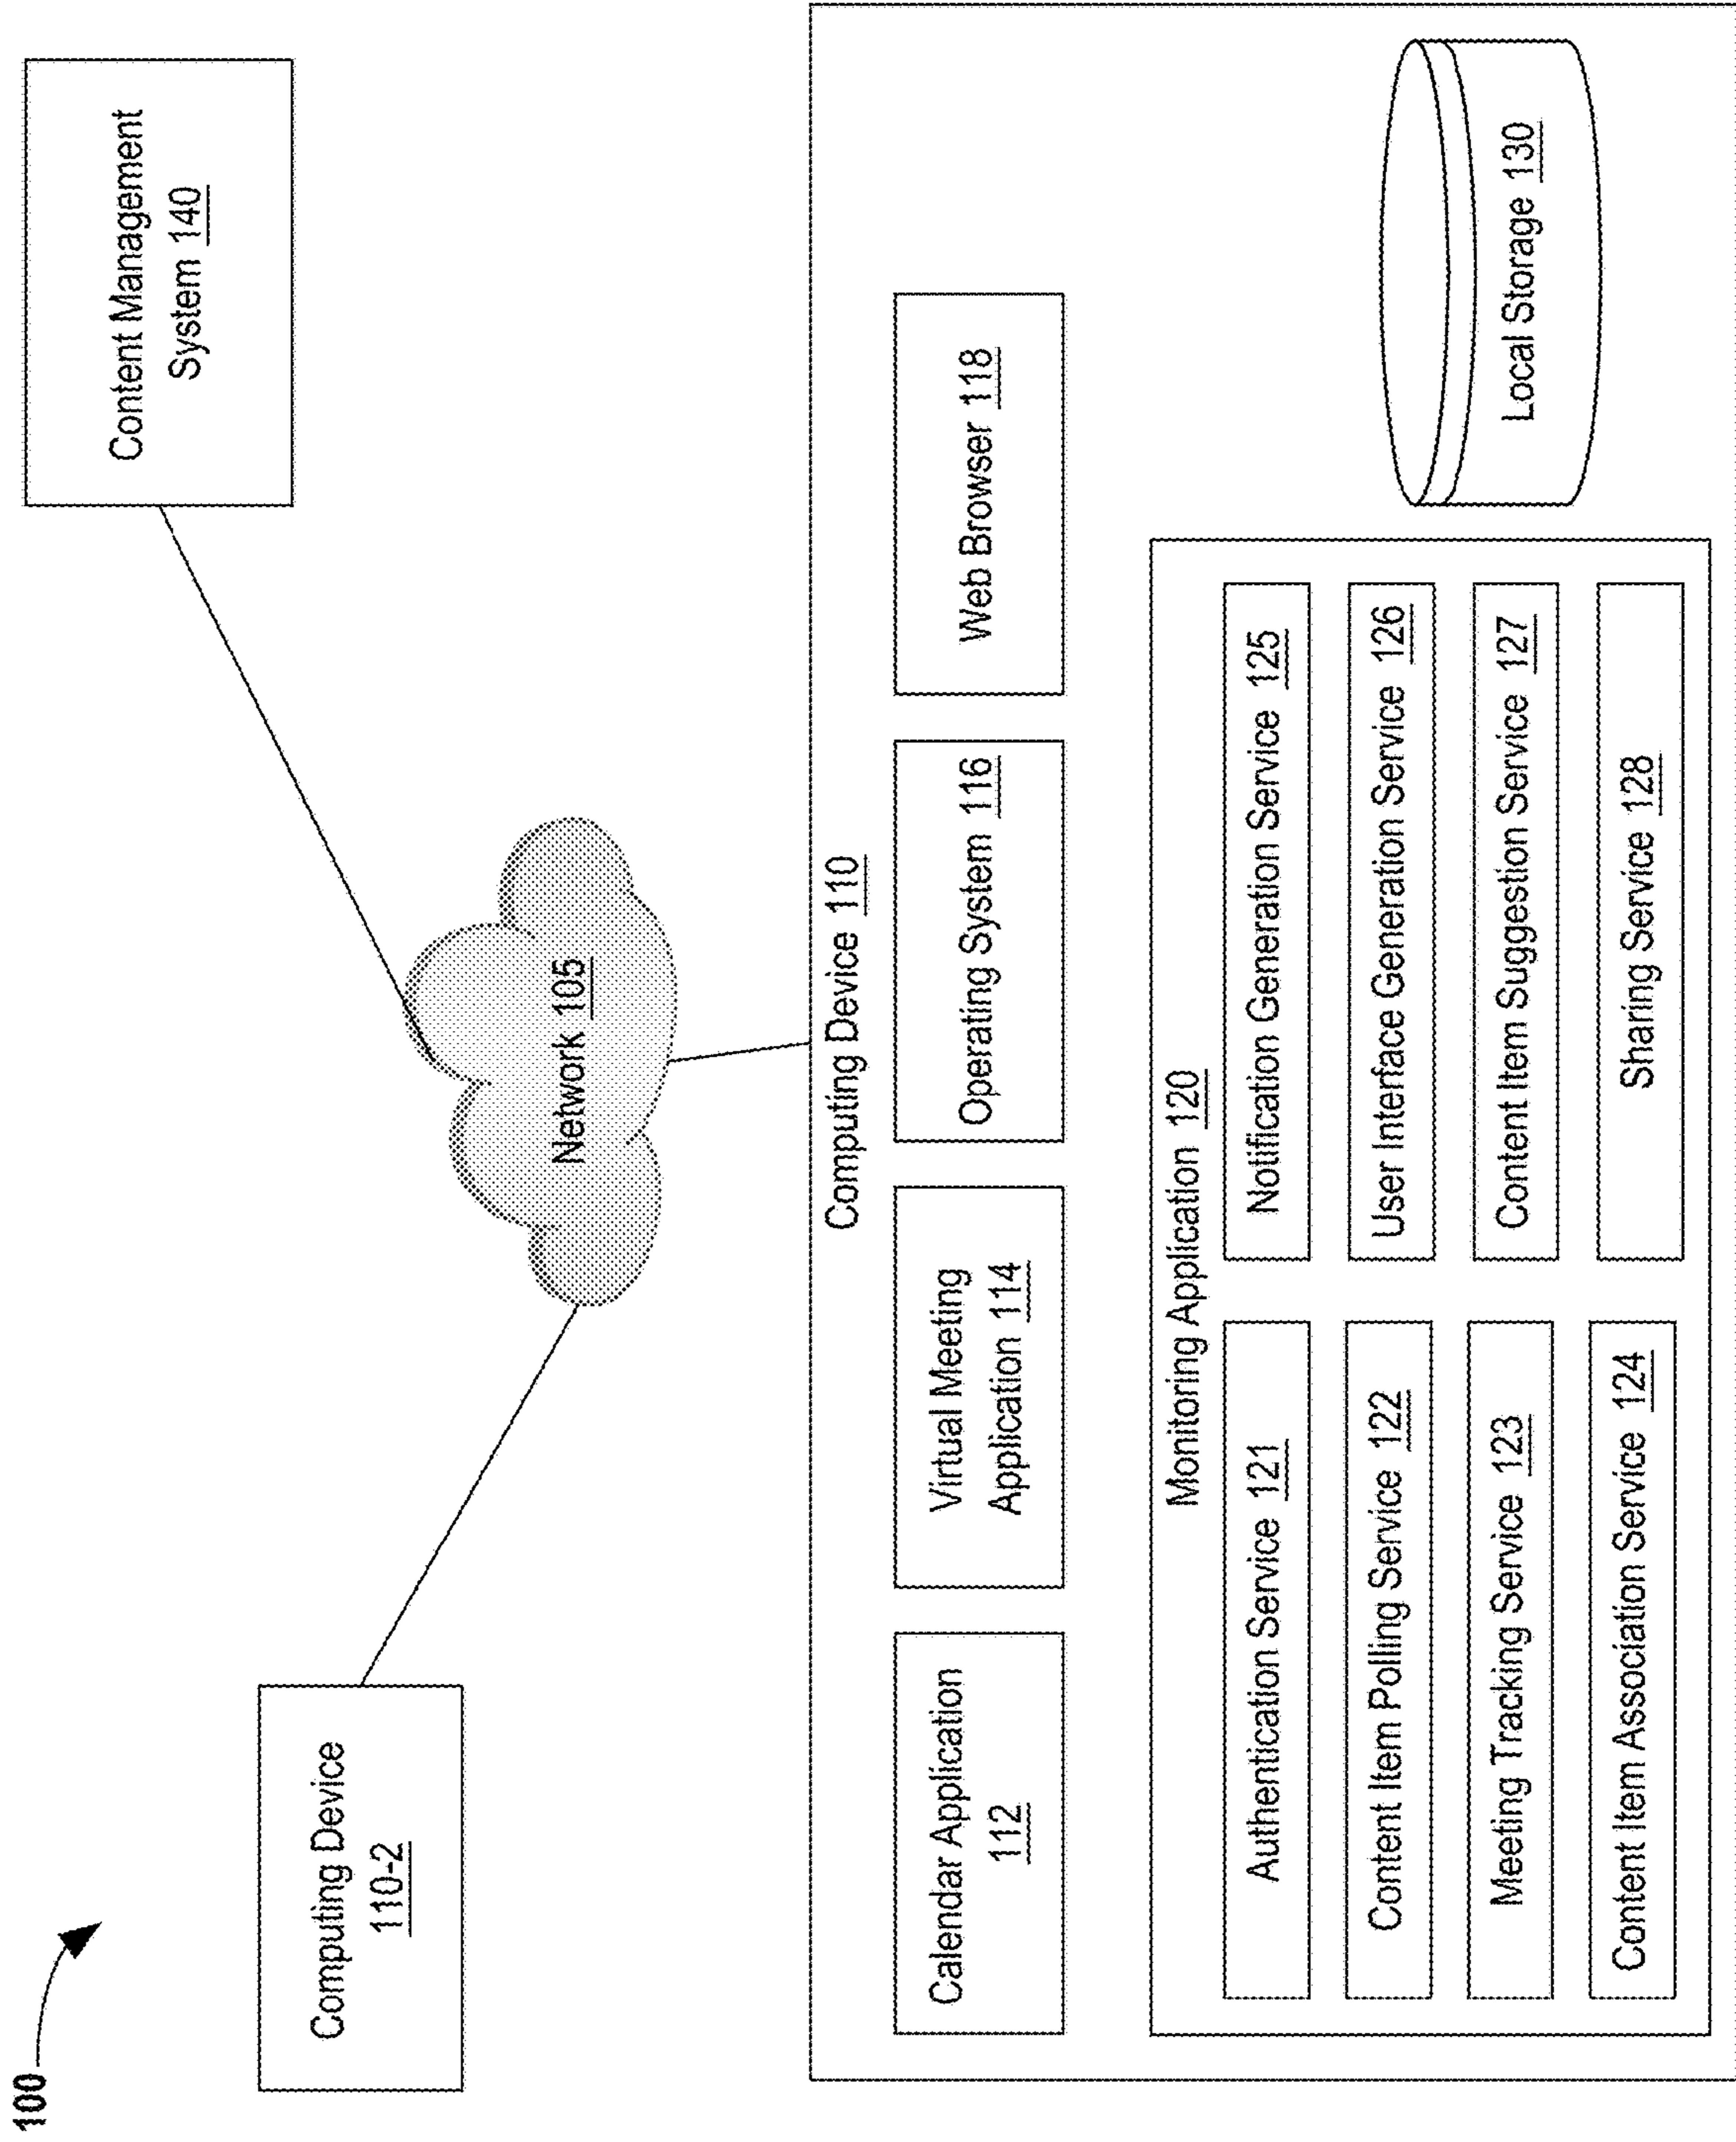 100
Computing Device
110-2
Content Management
System 140
Network 105
Computing Device 110
Calendar Application
112
Virtual Meeting
Application 114
Operating System 116
Web Browser 118
Monitoring Application 120
Authentication Service 121
Content Item Polling Service 122
Meeting Tracking Service 123
Content Item Association Service 124
Notification Generation Service 125
User Interface Generation Service 126
Content Item Suggestion Service 127
Sharing Service 128
Local Storage 130